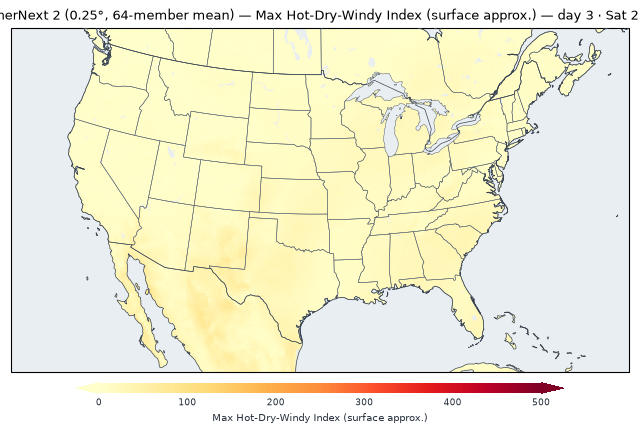 2 (0.25°, 64-member mean) — Max Hot-Dry-Windy Index (surface approx.) — day 3 · Sat 2
0 100 200 300 400 500
Max Hot-Dry-Windy Index (surface approx.)